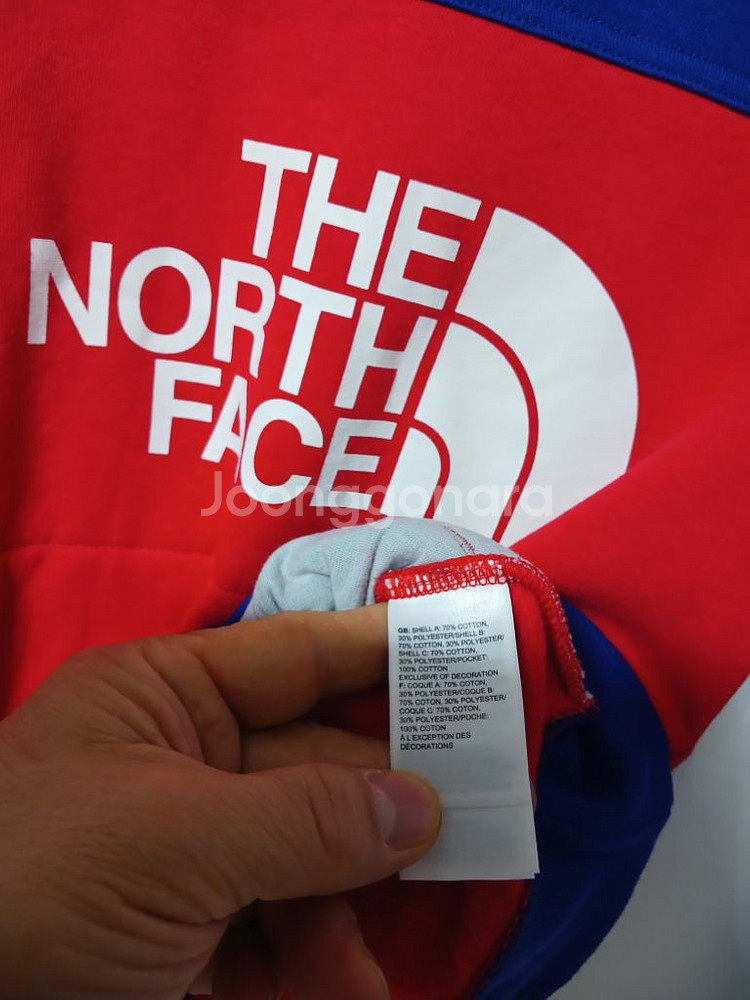 THE
NORTH
FACE
Joonggonara
GB: SHELL A: 70% COTTON,
30% POLYESTER/SHELL B:
70% COTTON, 30% POLYESTER/
SHELL C: 70% COTTON,
30% POLYESTER/POCKET:
100% COTTON
EXCLUSIVE OF DECORATION
F: COQUE A: 70% COTON,
30% POLYESTER/COQUE B:
70% COTON, 30% POLYESTER/
COQUE C: 70% COTON,
30% POLYESTER/POCHE:
100% COTON
À L'EXCEPTION DES
DÉCORATIONS